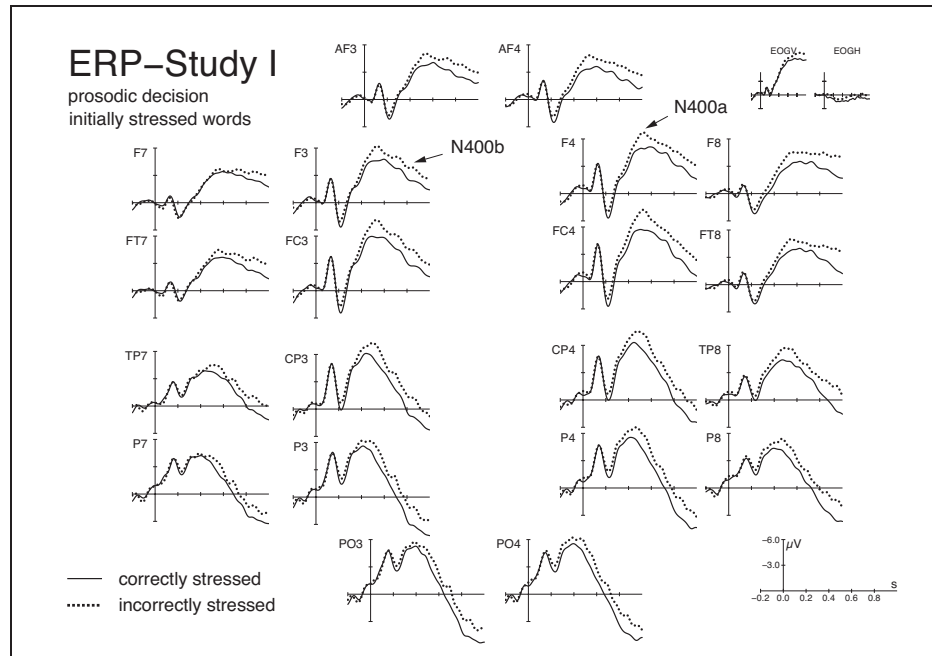 ERP–Study I
prosodic decision
initially stressed words
AF3
AF4
EOGV
EOGH
N400a
N400b
F7
F3
F4
F8
FT7
FC3
FC4
FT8
TP7
CP3
CP4
TP8
P7
P3
P4
P8
PO3
PO4
correctly stressed
incorrectly stressed
−6.0
μV
−3.0
s
−0.2 0.0 0.2 0.4 0.6 0.8